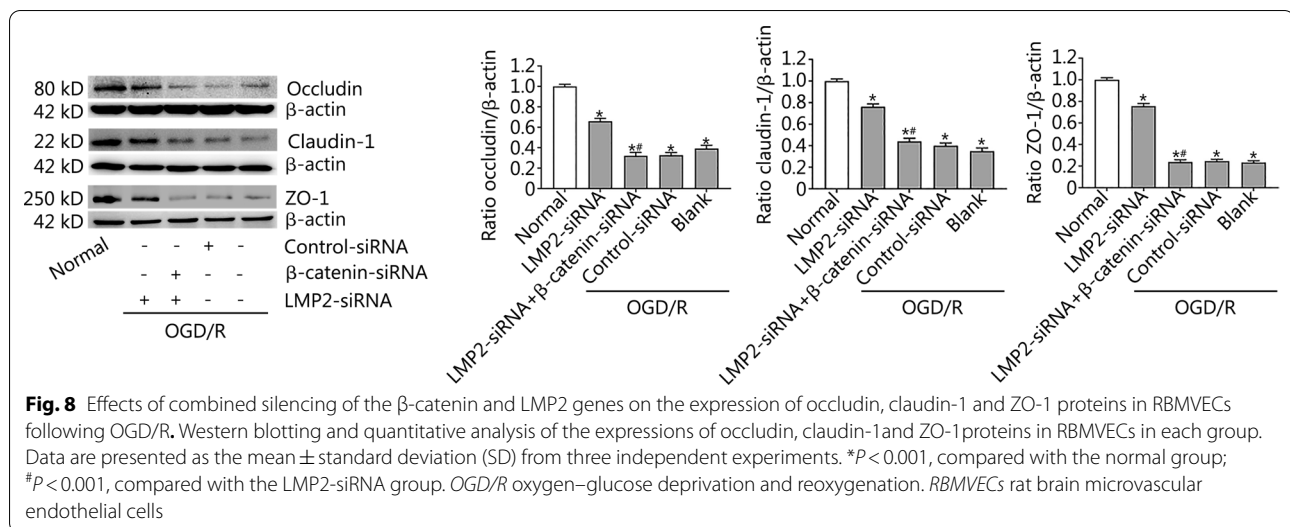 80 kD Occludin
42 kD β-actin
22 kD Claudin-1
42 kD β-actin
250 kD ZO-1
42 kD β-actin
Normal - - + - Control-siRNA
- + - - β-catenin-siRNA
+ + - - LMP2-siRNA
OGD/R
Ratio occludin/β-actin
1.2
1.0
0.8
0.6
0.4
0.2
0
* *# * *
Normal
LMP2-siRNA
LMP2-siRNA+β-catenin-siRNA
Control-siRNA
Blank
OGD/R
Ratio claudin-1/β-actin
1.2
1.0
0.8
0.6
0.4
0.2
0
* *# * *
Normal
LMP2-siRNA
LMP2-siRNA+β-catenin-siRNA
Control-siRNA
Blank
OGD/R
Ratio ZO-1/β-actin
1.2
1.0
0.8
0.6
0.4
0.2
0
* *# * *
Normal
LMP2-siRNA
LMP2-siRNA+β-catenin-siRNA
Control-siRNA
Blank
OGD/R
Fig. 8 Effects of combined silencing of the β-catenin and LMP2 genes on the expression of occludin, claudin-1 and ZO-1 proteins in RBMVECs
following OGD/R. Western blotting and quantitative analysis of the expressions of occludin, claudin-1and ZO-1proteins in RBMVECs in each group.
Data are presented as the mean ± standard deviation (SD) from three independent experiments. *P < 0.001, compared with the normal group;
#P < 0.001, compared with the LMP2-siRNA group. OGD/R oxygen–glucose deprivation and reoxygenation. RBMVECs rat brain microvascular
endothelial cells